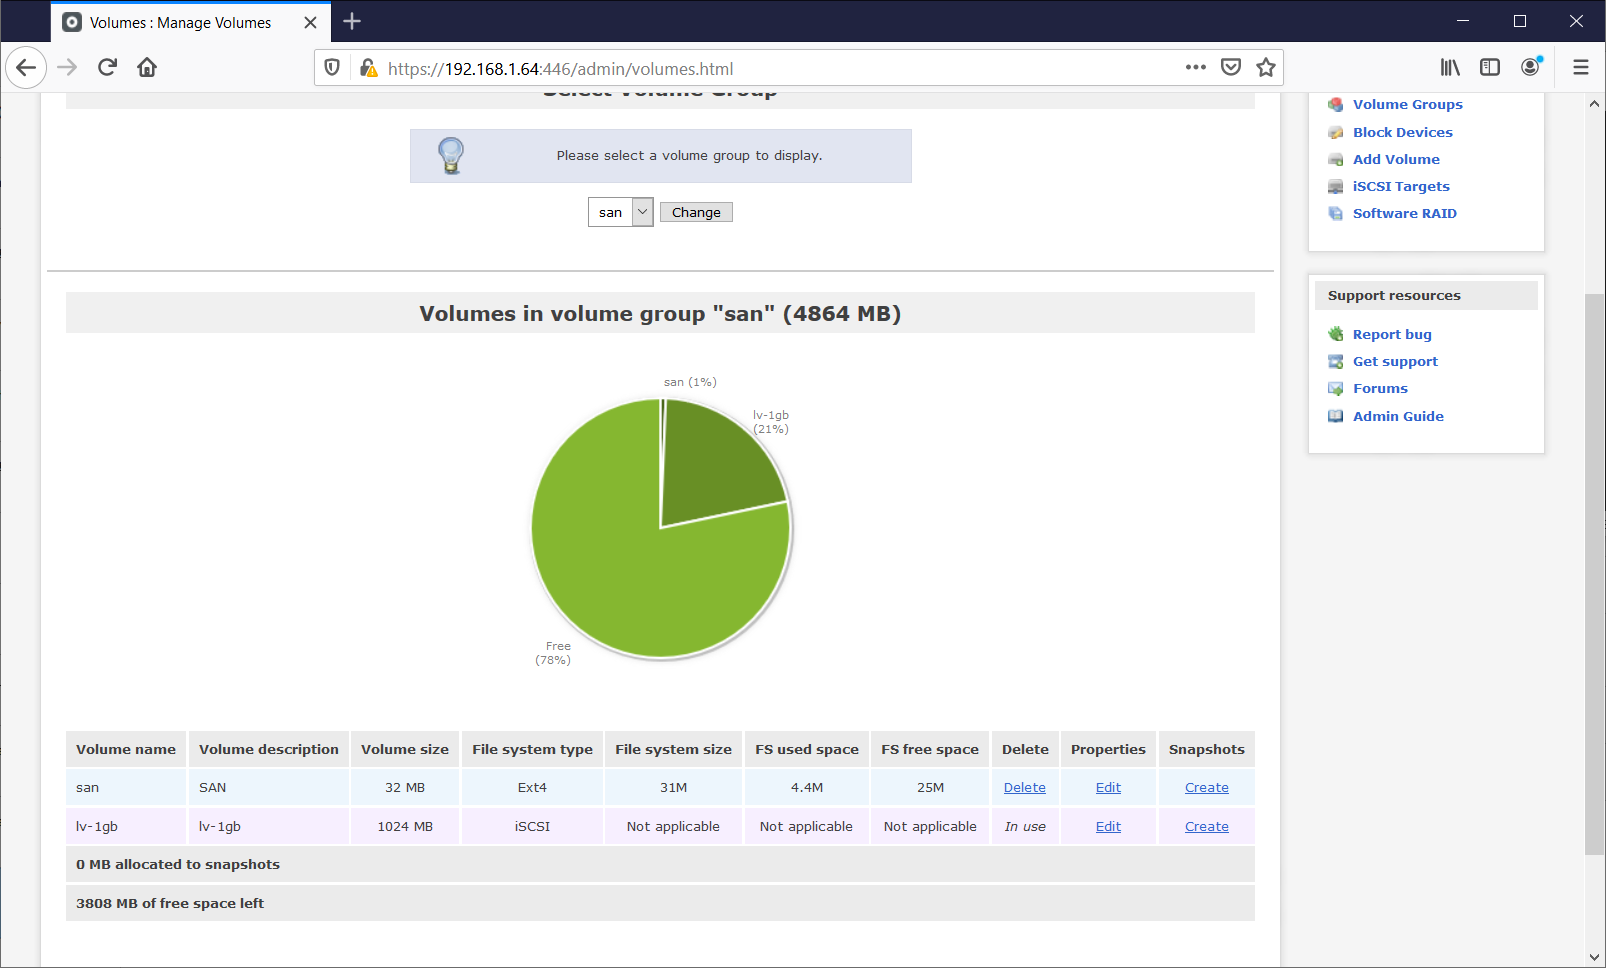 Volumes : Manage Volumes
https://192.168.1.64:446/admin/volumes.html
Select Volume Group
Please select a volume group to display.
san
Change
Volumes in volume group "san" (4864 MB)
san (1%)
lv-1gb
(21%)
Free
(78%)
Volume name Volume description Volume size File system type File system size FS used space FS free space Delete Properties Snapshots
san SAN 32 MB Ext4 31M 4.4M 25M Delete Edit Create
lv-1gb lv-1gb 1024 MB iSCSI Not applicable Not applicable Not applicable In use Edit Create
0 MB allocated to snapshots
3808 MB of free space left
Volume Groups
Block Devices
Add Volume
iSCSI Targets
Software RAID
Support resources
Report bug
Get support
Forums
Admin Guide